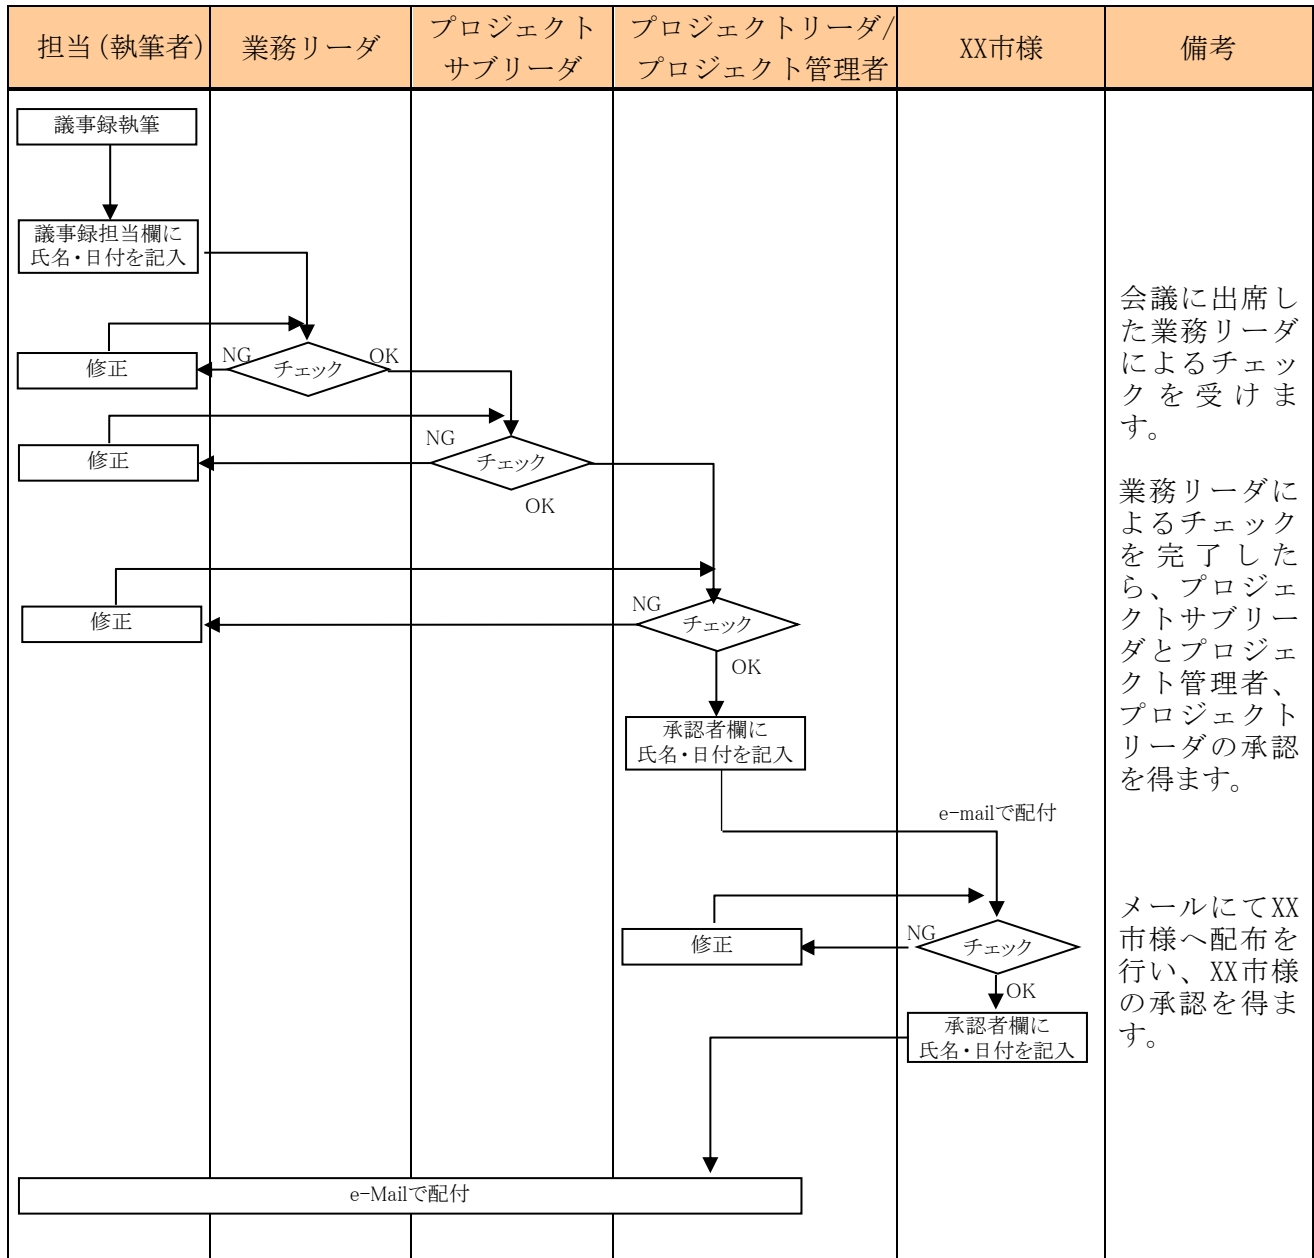 担当(執筆者)
業務リーダ
プロジェクト
サブリーダ
プロジェクトリーダ/
プロジェクト管理者
XX市様
備考
議事録執筆
議事録担当欄に
氏名・日付を記入
修正
NG
チェック
OK
修正
NG
チェック
OK
修正
NG
チェック
OK
承認者欄に
氏名・日付を記入
e-mailで配付
修正
NG
チェック
OK
承認者欄に
氏名・日付を記入
e-Mailで配付
会議に出席し
た業務リーダ
によるチェッ
クを受けま
す。
業務リーダに
よるチェック
を完了した
ら、プロジェ
クトサブリー
ダとプロジェ
クト管理者、
プロジェクト
リーダの承認
を得ます。
メールにてXX
市様へ配布を
行い、XX市様
の承認を得ま
す。